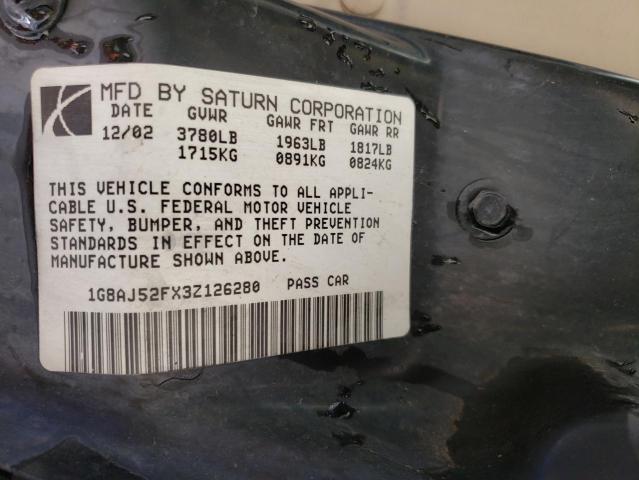 MFD BY SATURN CORPORATION
DATE GVWR GAWR FRT GAWR RR
12/02 3780LB 1963LB 1817LB
1715KG 0891KG 0824KG
THIS VEHICLE CONFORMS TO ALL APPLI-
CABLE U.S. FEDERAL MOTOR VEHICLE
SAFETY, BUMPER, AND THEFT PREVENTION
STANDARDS IN EFFECT ON THE DATE OF
MANUFACTURE SHOWN ABOVE.
1G8AJ52FX3Z126280 PASS CAR